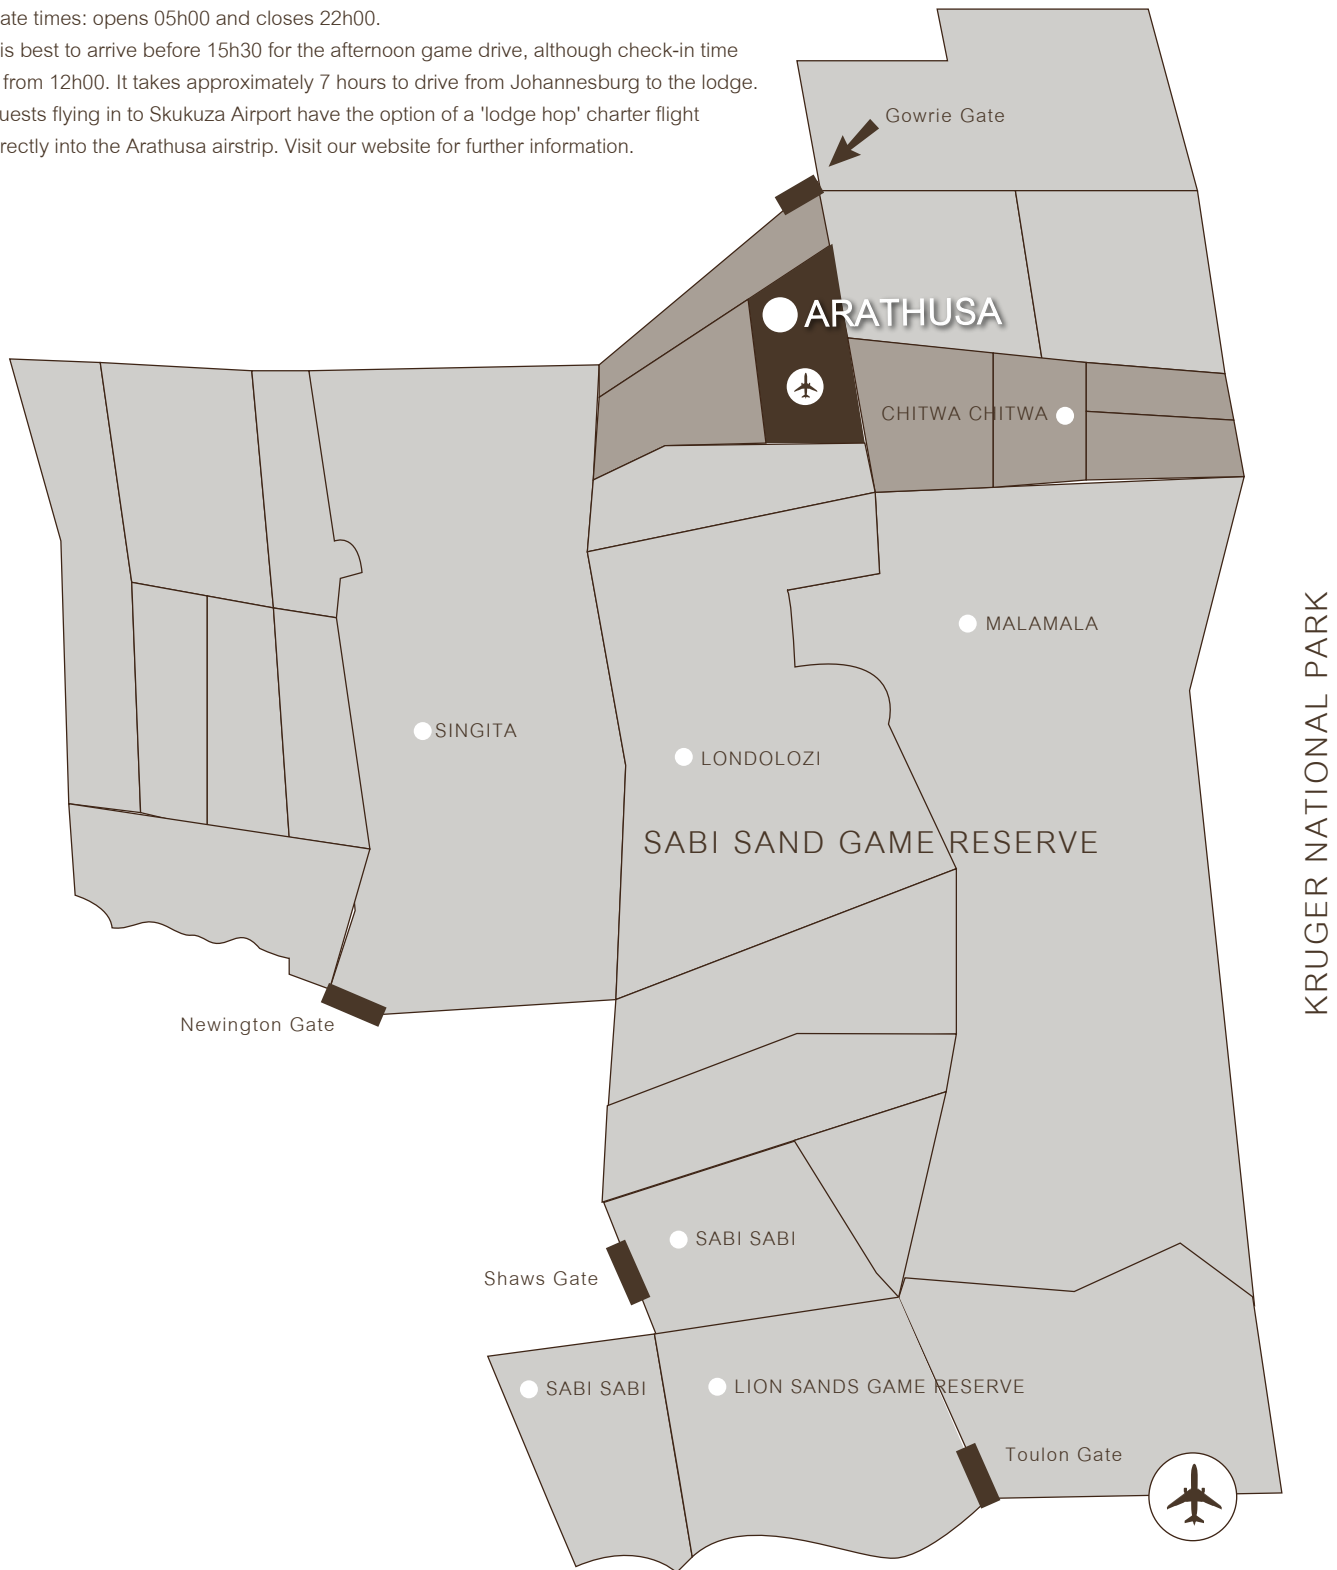 ate times: opens 05h00 and closes 22h00.
is best to arrive before 15h30 for the afternoon game drive, although check-in time
from 12h00. It takes approximately 7 hours to drive from Johannesburg to the lodge.
uests flying in to Skukuza Airport have the option of a 'lodge hop' charter flight
rectly into the Arathusa airstrip. Visit our website for further information.
Gowrie Gate
ARATHUSA
CHITWA CHITWA
MALAMALA
SINGITA
LONDOLOZI
SABI SAND GAME RESERVE
KRUGER NATIONAL PARK
Newington Gate
SABI SABI
Shaws Gate
SABI SABI
LION SANDS GAME RESERVE
Toulon Gate